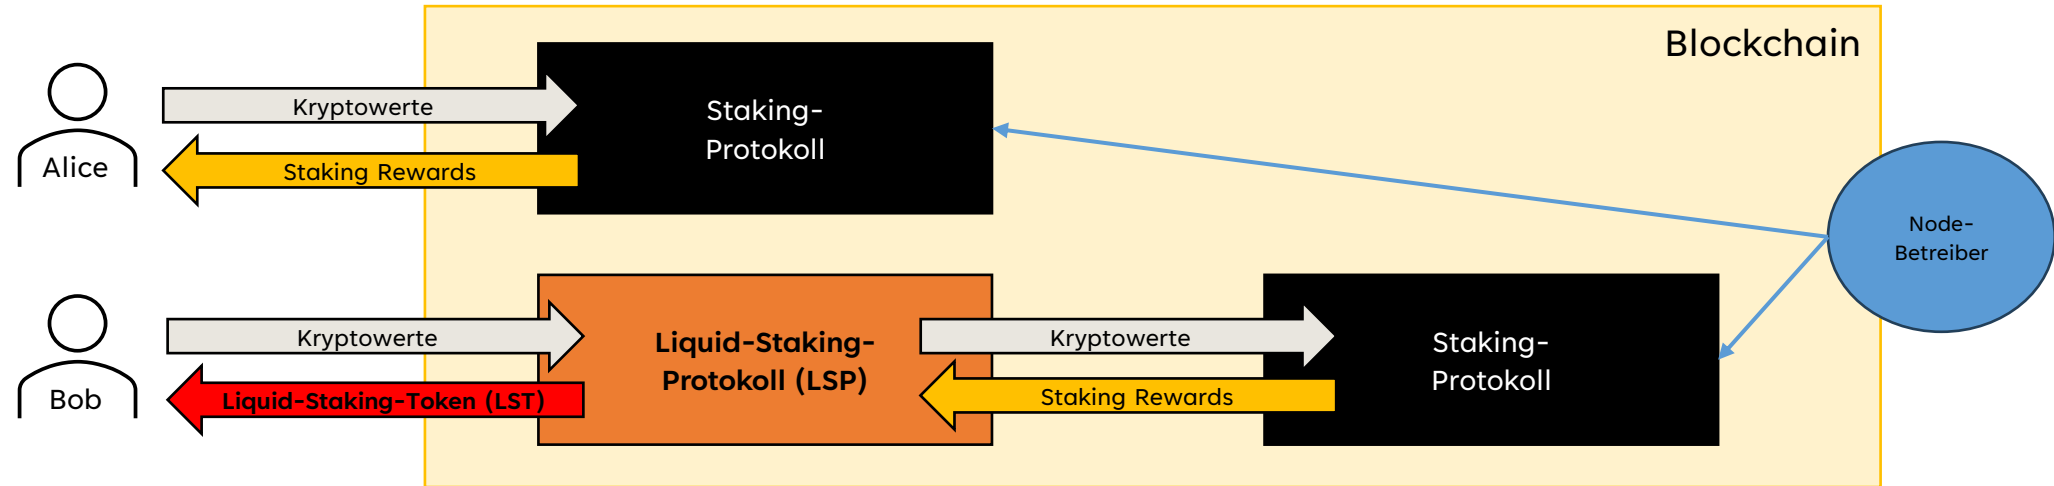 Blockchain
Kryptowerte
Staking-
Protokoll
Alice
Staking Rewards
Node-
Betreiber
Kryptowerte
Liquid-Staking-
Protokoll (LSP)
Kryptowerte
Staking-
Protokoll
Bob
Liquid-Staking-Token (LST)
Staking Rewards